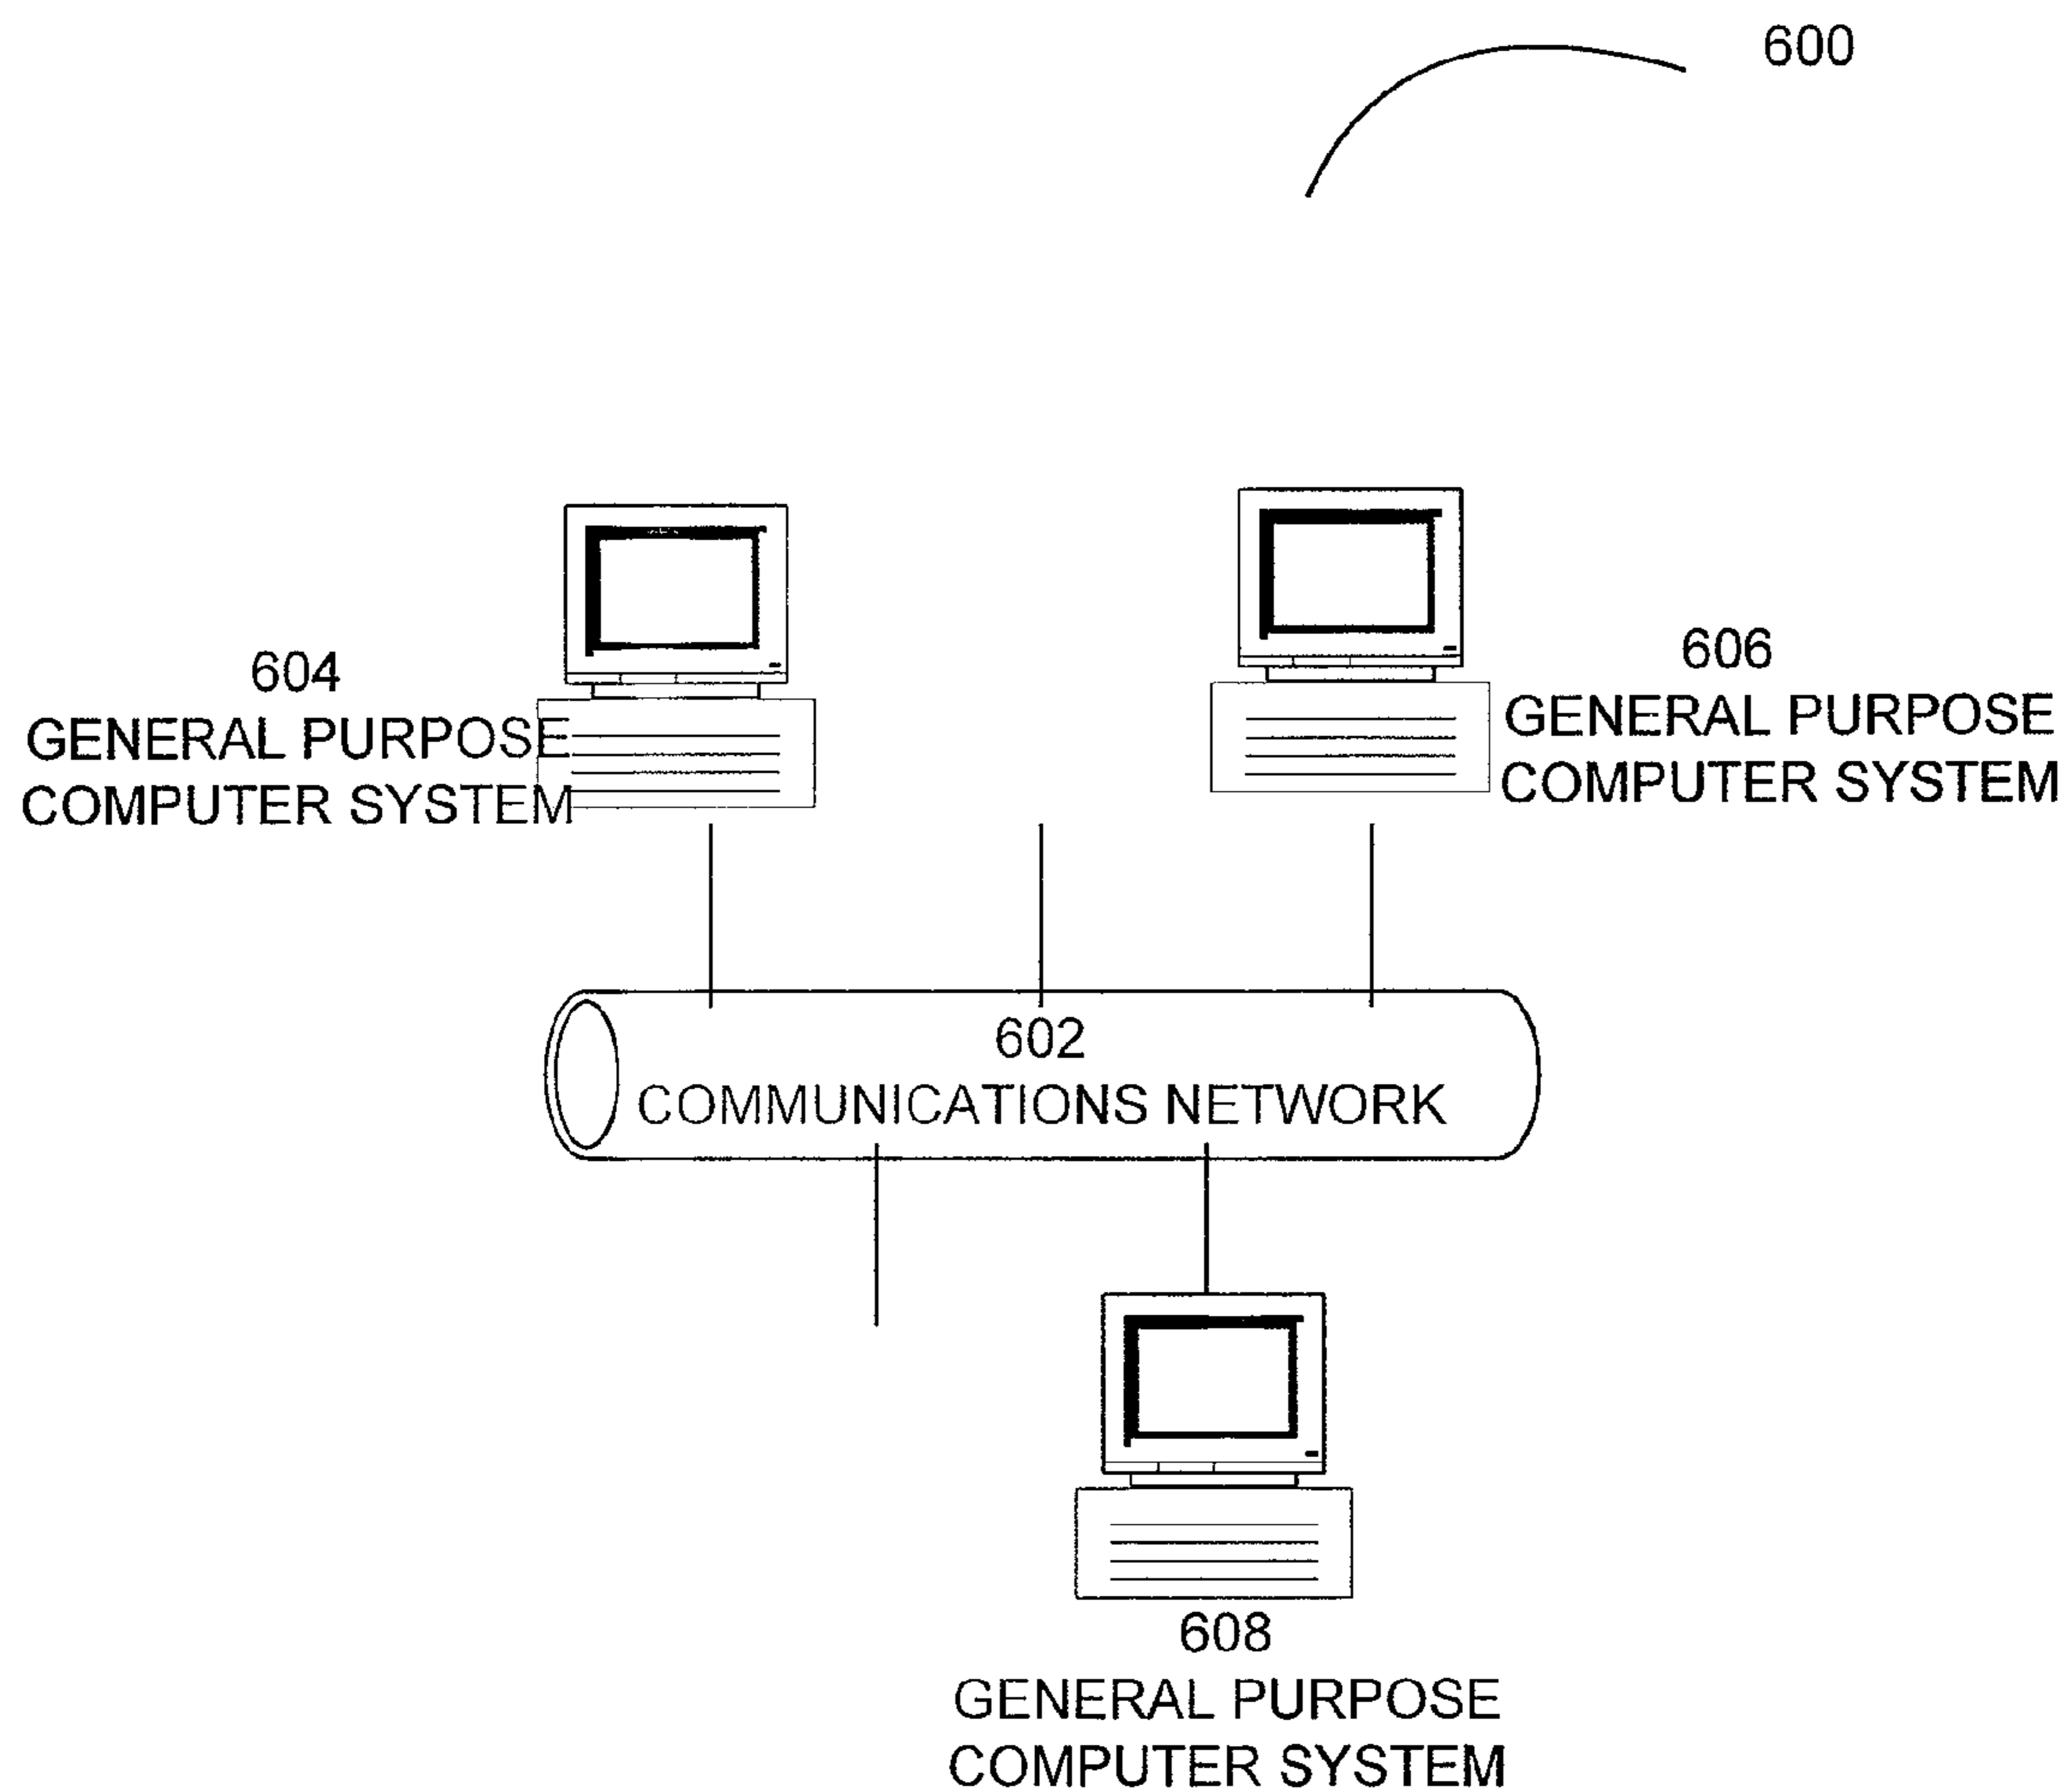 600
604
GENERAL PURPOSE
COMPUTER SYSTEM
606
GENERAL PURPOSE
COMPUTER SYSTEM
602
COMMUNICATIONS NETWORK
608
GENERAL PURPOSE
COMPUTER SYSTEM